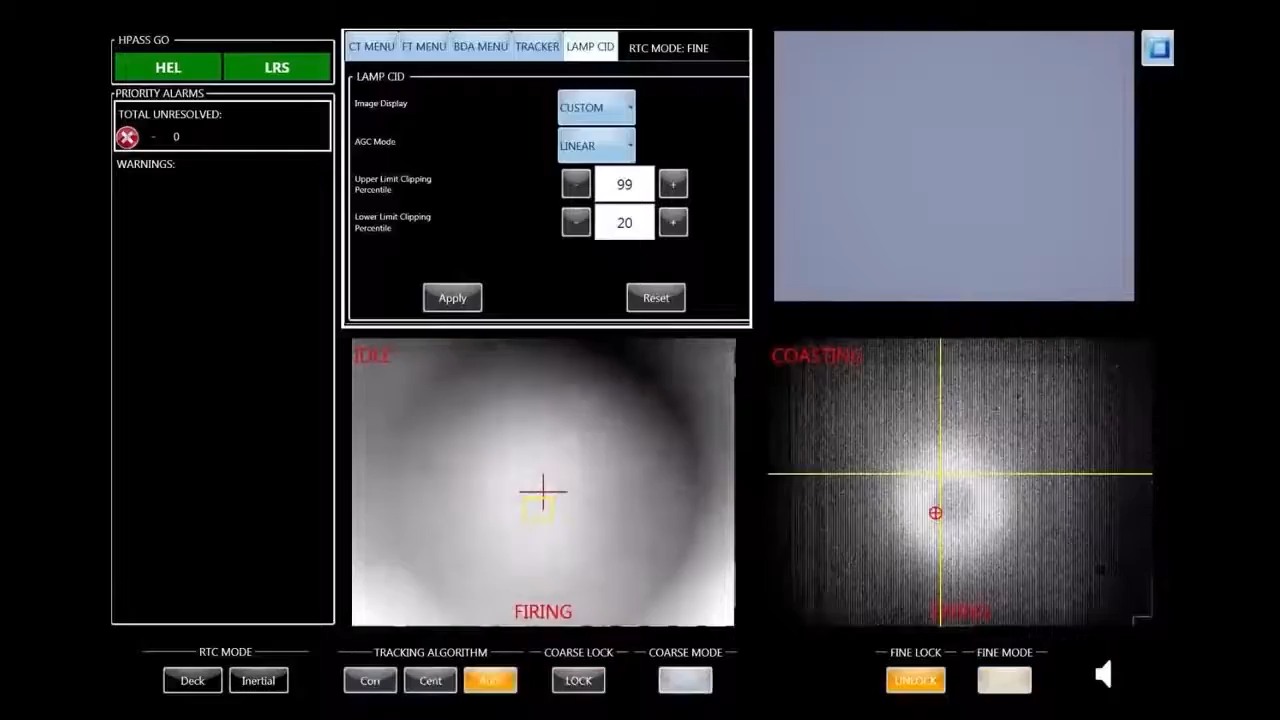 HPASS GO
HEL LRS
PRIORITY ALARMS
TOTAL UNRESOLVED:
- 0
WARNINGS:
CT MENU FT MENU BDA MENU TRACKER LAMP CID RTC MODE: FINE
LAMP CID
Image Display CUSTOM
AGC Mode LINEAR
Upper Limit Clipping
Percentile - 99 +
Lower Limit Clipping
Percentile - 20 +
Apply Reset
IDLE
FIRING
COASTING
RTC MODE TRACKING ALGORITHM COARSE LOCK COARSE MODE FINE LOCK FINE MODE
Deck Inertial Corr Cent Auto LOCK UNLOCK